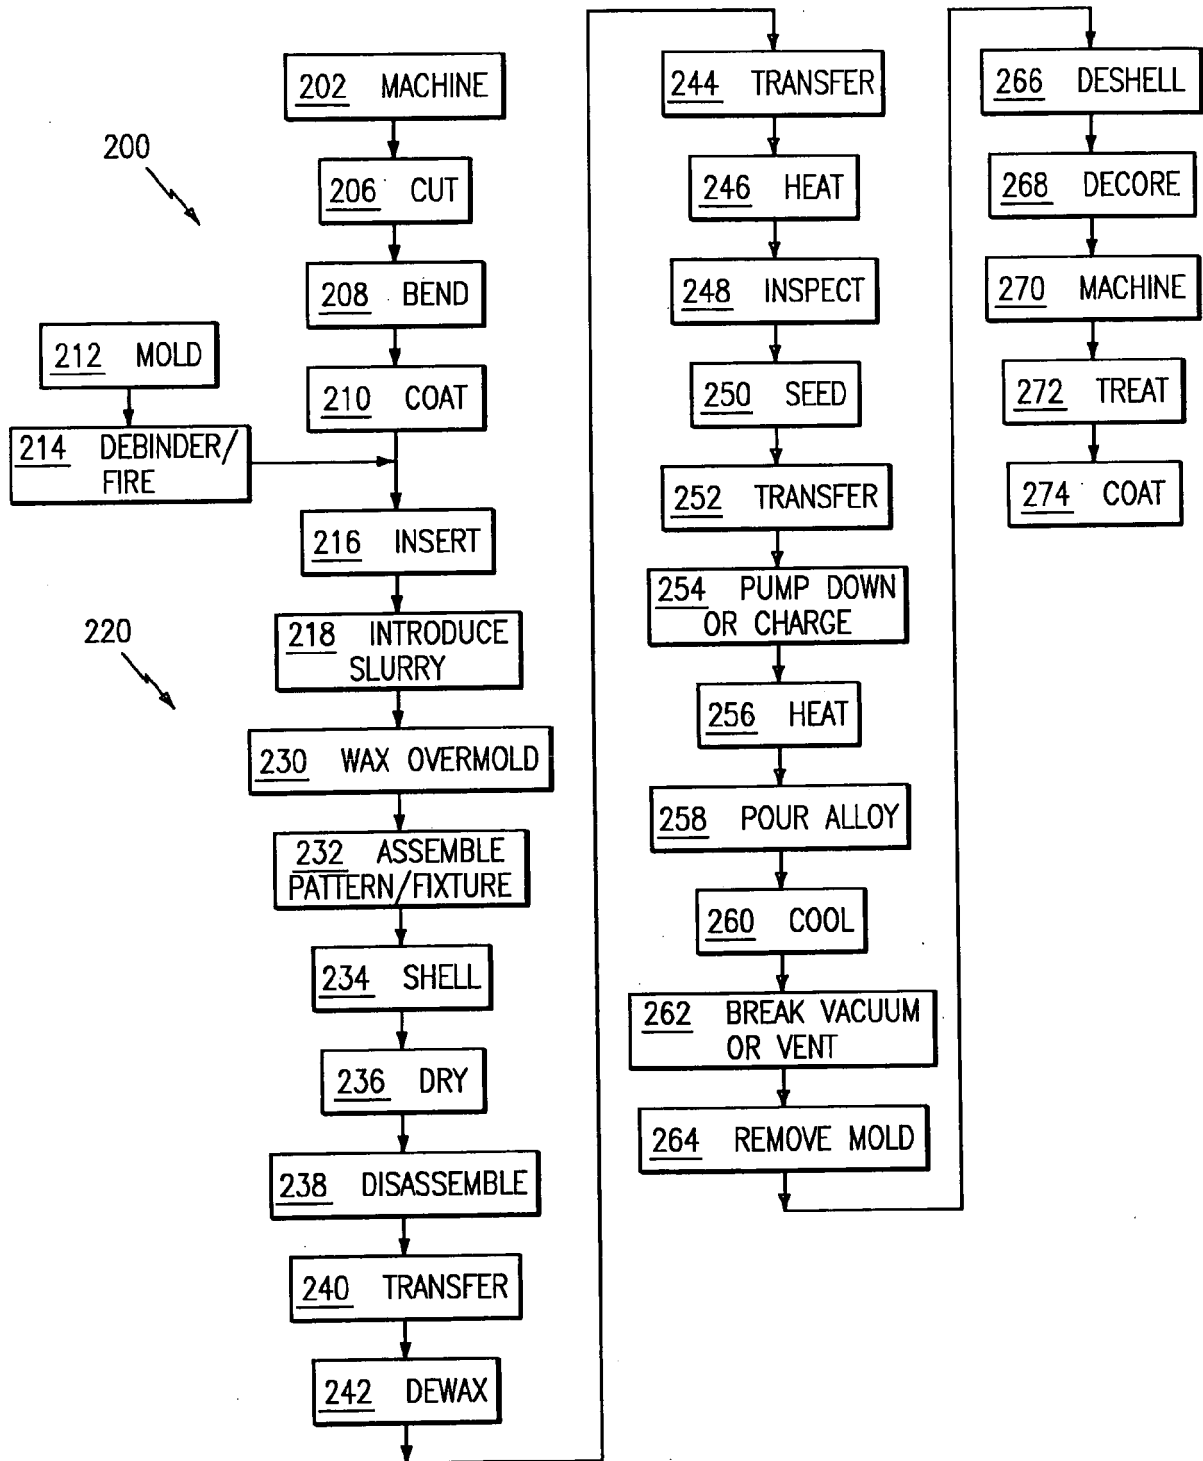 202 MACHINE
200
206 CUT
208 BEND
212 MOLD
210 COAT
214 DEBINDER/
FIRE
216 INSERT
220
218 INTRODUCE
SLURRY
230 WAX OVERMOLD
232 ASSEMBLE
PATTERN/FIXTURE
234 SHELL
236 DRY
238 DISASSEMBLE
240 TRANSFER
242 DEWAX
244 TRANSFER
246 HEAT
248 INSPECT
250 SEED
252 TRANSFER
254 PUMP DOWN
OR CHARGE
256 HEAT
258 POUR ALLOY
260 COOL
262 BREAK VACUUM
OR VENT
264 REMOVE MOLD
266 DESHELL
268 DECORE
270 MACHINE
272 TREAT
274 COAT